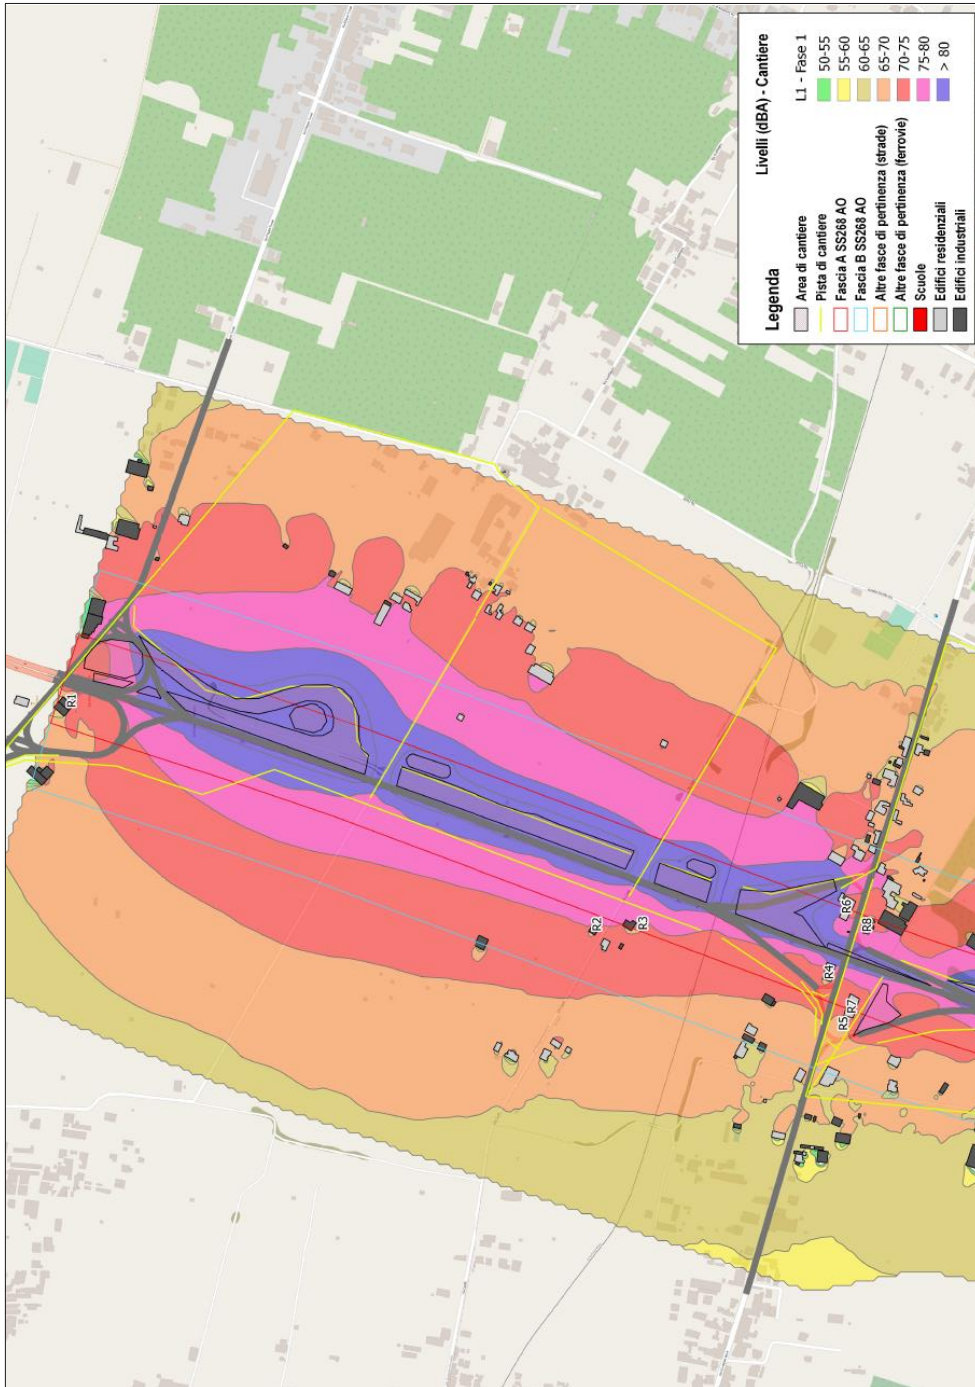 Legenda
Area di cantiere
Pista di cantiere
Fascia A SS268 AO
Fascia B SS268 AO
Altre fasce di pertinenza (strade)
Altre fasce di pertinenza (ferrovie)
Scuole
Edifici residenziali
Edifici industriali
Livelli (dBA) - Cantiere
L1 - Fase 1
50-55
55-60
60-65
65-70
70-75
75-80
> 80
R1
R2
R3
R4
R5
R7
R6
R8